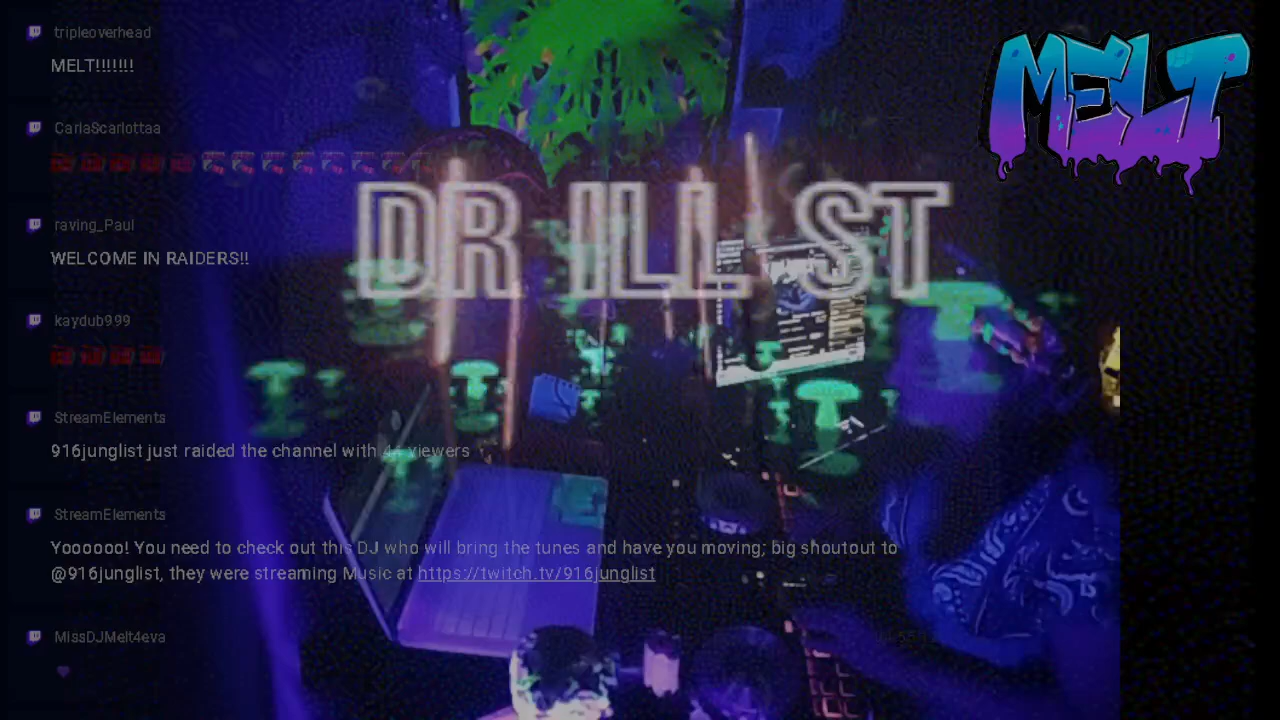 tripleoverhead
MELT!!!!!!!
MELT
CarlaScarlottaa
DR ILL ST
raving_Paul
WELCOME IN RAIDERS!!
kaydub999
StreamElements
916junglist just raided the channel with viewers
StreamElements
Yoooooo! You need to check out this DJ who will bring the tunes and have you moving; big shoutout to
@916junglist, they were streaming Music at https://twitch.tv/916junglist
MissDJMelt4eva